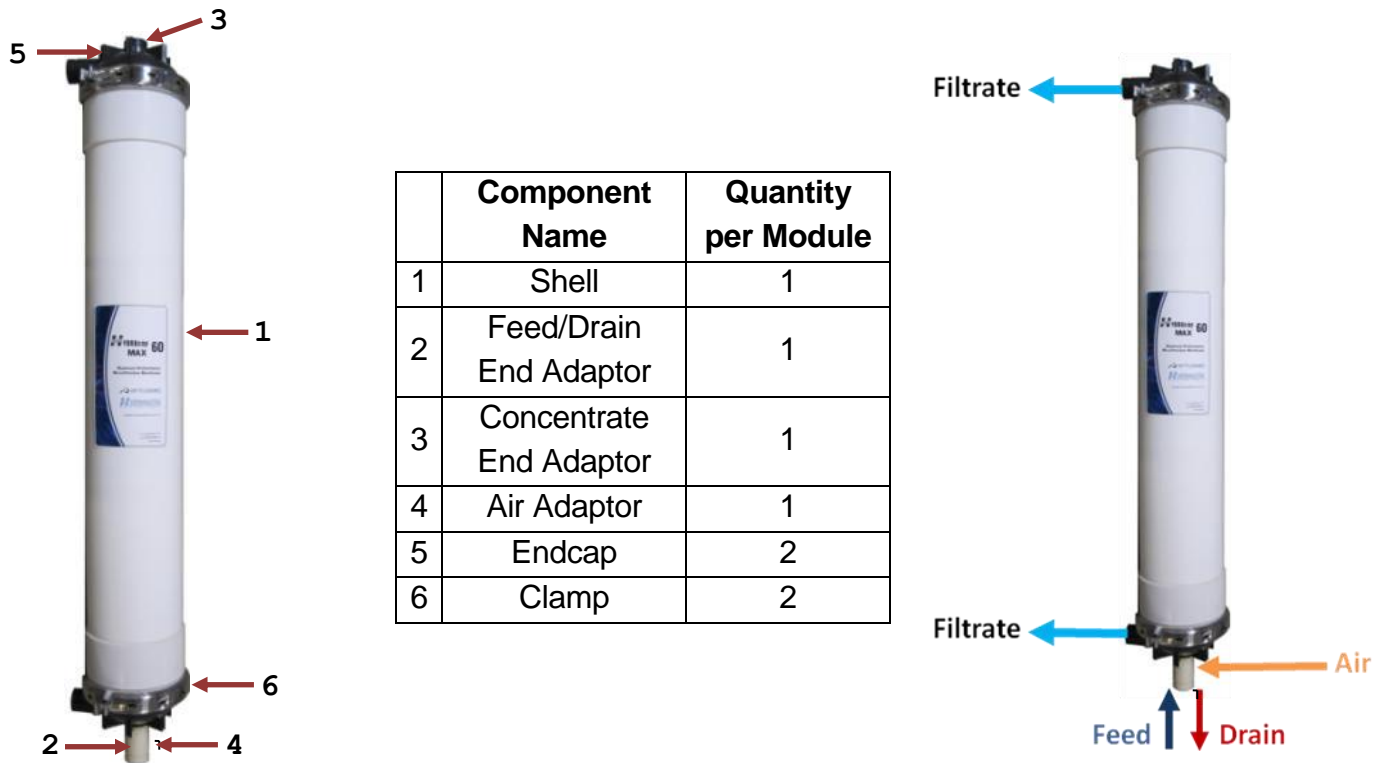 3
5
1
6
2
4
MAX 60
Component Name
Quantity per Module
1 Shell 1
2 Feed/Drain End Adaptor 1
3 Concentrate End Adaptor 1
4 Air Adaptor 1
5 Endcap 2
6 Clamp 2
Filtrate
MAX 60
Filtrate
Air
Feed
Drain